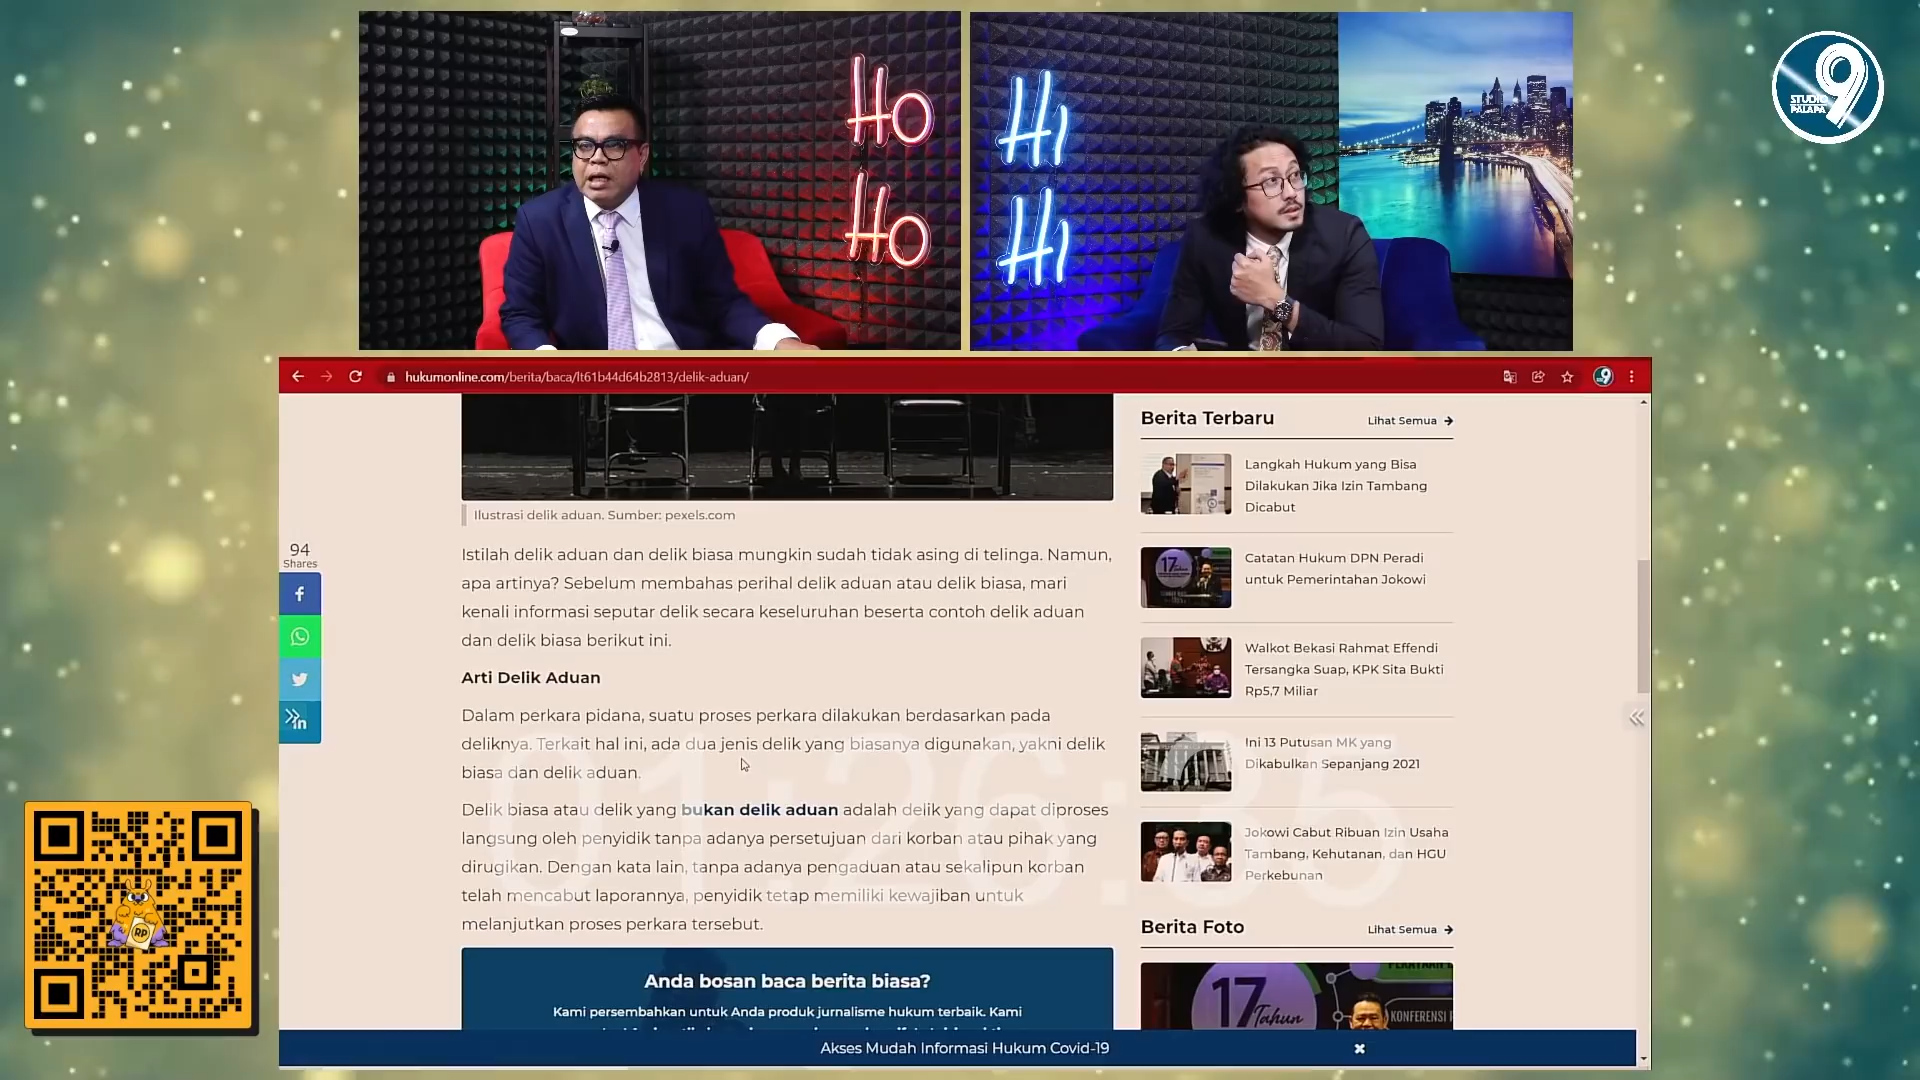 HO
HO
HI
HI
STUDIO
PALAPA
9
hukumonline.com/berita/baca/lt61b44d64b2813/delik-aduan/
Ilustrasi delik aduan. Sumber: pexels.com
94
Shares
Istilah delik aduan dan delik biasa mungkin sudah tidak asing di telinga. Namun,
apa artinya? Sebelum membahas perihal delik aduan atau delik biasa, mari
kenali informasi seputar delik secara keseluruhan beserta contoh delik aduan
dan delik biasa berikut ini.
Arti Delik Aduan
Dalam perkara pidana, suatu proses perkara dilakukan berdasarkan pada
deliknya. Terkait hal ini, ada dua jenis delik yang biasanya digunakan, yakni delik
biasa dan delik aduan.
Delik biasa atau delik yang bukan delik aduan adalah delik yang dapat diproses
langsung oleh penyidik tanpa adanya persetujuan dari korban atau pihak yang
dirugikan. Dengan kata lain, tanpa adanya pengaduan atau sekalipun korban
telah mencabut laporannya, penyidik tetap memiliki kewajiban untuk
melanjutkan proses perkara tersebut.
Anda bosan baca berita biasa?
Kami persembahkan untuk Anda produk jurnalisme hukum terbaik. Kami
Berita Terbaru
Lihat Semua
Langkah Hukum yang Bisa
Dilakukan Jika Izin Tambang
Dicabut
17
Catatan Hukum DPN Peradi
untuk Pemerintahan Jokowi
KPK
Walkot Bekasi Rahmat Effendi
Tersangka Suap, KPK Sita Bukti
Rp5,7 Miliar
Ini 13 Putusan MK yang
Dikabulkan Sepanjang 2021
Jokowi Cabut Ribuan Izin Usaha
Tambang, Kehutanan, dan HGU
Perkebunan
Berita Foto
Lihat Semua
17
Tahun
KONFERENSI
RP
Akses Mudah Informasi Hukum Covid-19